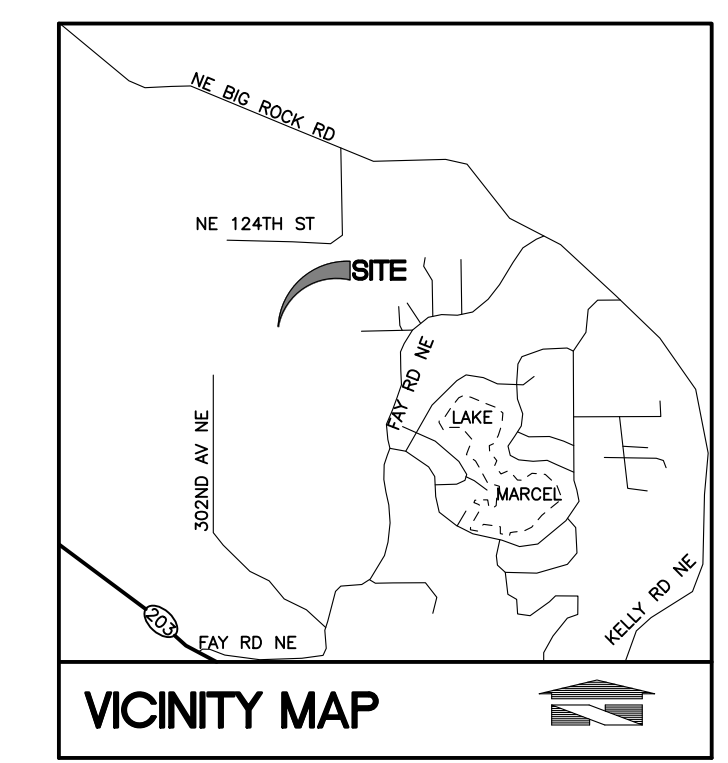 NE BIG ROCK RD
NE 124TH ST
SITE
FAY RD NE
LAKE
302ND AV NE
MARCEL
KELLY RD NE
203
FAY RD NE
VICINITY MAP